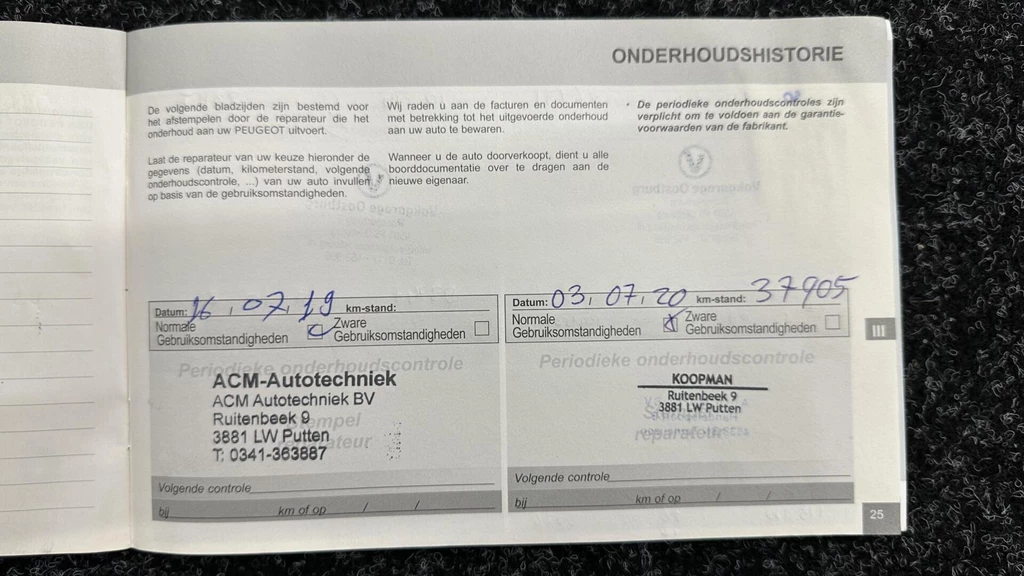 ONDERHOUDSHISTORIE
De volgende bladzijden zijn bestemd voor
het afstempelen door de reparateur die het
onderhoud aan uw PEUGEOT uitvoert.
Laat de reparateur van uw keuze hieronder de
gegevens (datum, kilometerstand, volgende
onderhoudscontrole, ...) van uw auto invullen
op basis van de gebruiksomstandigheden.
Wij raden u aan de facturen en documenten
met betrekking tot het uitgevoerde onderhoud
aan uw auto te bewaren.
Wanneer u de auto doorverkoopt, dient u alle
boorddocumentatie over te dragen aan de
nieuwe eigenaar.
• De periodieke onderhoudscontroles zijn
verplicht om te voldoen aan de garantie-
voorwaarden van de fabrikant.
Datum: 16, 07, 19 km-stand:
Normale Gebruiksomstandigheden
Zware Gebruiksomstandigheden
Periodieke onderhoudscontrole
ACM-Autotechniek
ACM Autotechniek BV
Ruitenbeek 9
3881 LW Putten
T: 0341-363887
Volgende controle
bij km of op / /
Datum: 03, 07, 20 km-stand: 37905
Normale Gebruiksomstandigheden
Zware Gebruiksomstandigheden
Periodieke onderhoudscontrole
KOOPMAN
Ruitenbeek 9
3881 LW Putten
reparateur
Volgende controle
bij km of op / /
III
25